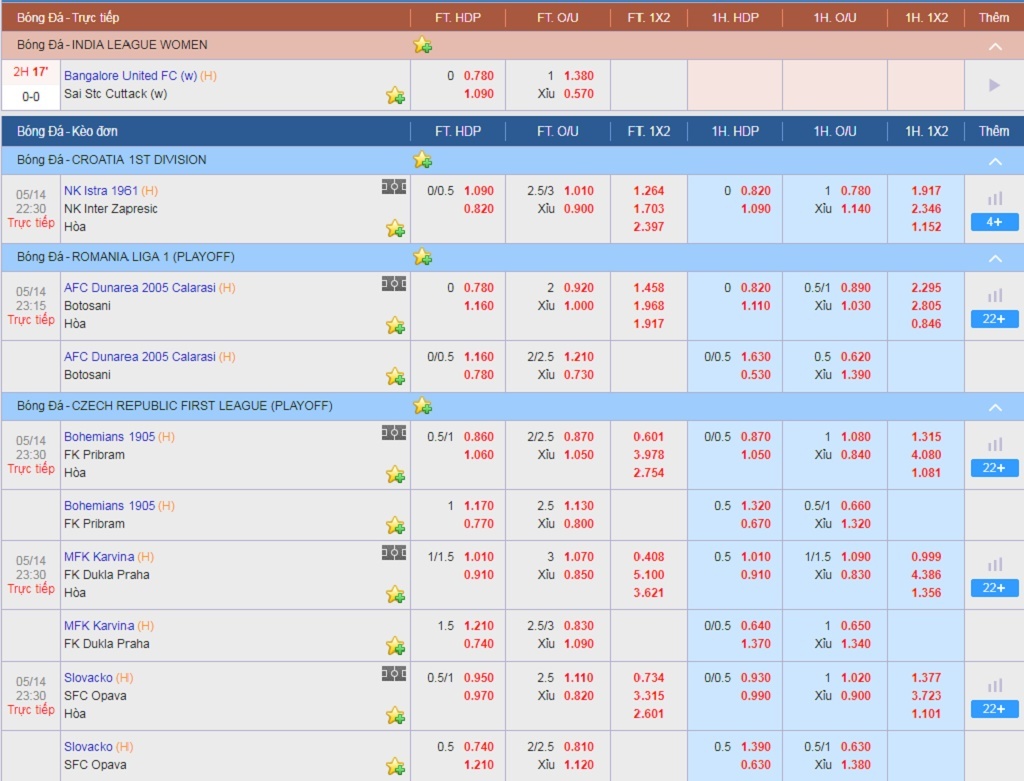 Bóng Đá - Trực tiếp FT. HDP FT. O/U FT. 1X2 1H. HDP 1H. O/U 1H. 1X2 Thêm
Bóng Đá - INDIA LEAGUE WOMEN
2H 17' Bangalore United FC (w) (H) 0 0.780 1 1.380
0-0 Sai Stc Cuttack (w) 1.090 Xỉu 0.570
Bóng Đá - Kèo đơn FT. HDP FT. O/U FT. 1X2 1H. HDP 1H. O/U 1H. 1X2 Thêm
Bóng Đá - CROATIA 1ST DIVISION
05/14 NK Istra 1961 (H) 0/0.5 1.090 2.5/3 1.010 1.264 0 0.820 1 0.780 1.917
22:30 NK Inter Zapresic 0.820 Xỉu 0.900 1.703 1.090 Xỉu 1.140 2.346
Trực tiếp Hòa 2.397 1.152 4+
Bóng Đá - ROMANIA LIGA 1 (PLAYOFF)
05/14 AFC Dunarea 2005 Calarasi (H) 0 0.780 2 0.920 1.458 0 0.820 0.5/1 0.890 2.295
23:15 Botosani 1.160 Xỉu 1.000 1.968 1.110 Xỉu 1.030 2.805
Trực tiếp Hòa 1.917 0.846 22+
AFC Dunarea 2005 Calarasi (H) 0/0.5 1.160 2/2.5 1.210 0/0.5 1.630 0.5 0.620
Botosani 0.780 Xỉu 0.730 0.530 Xỉu 1.390
Bóng Đá - CZECH REPUBLIC FIRST LEAGUE (PLAYOFF)
05/14 Bohemians 1905 (H) 0.5/1 0.860 2/2.5 0.870 0.601 0/0.5 0.870 1 1.080 1.315
23:30 FK Pribram 1.060 Xỉu 1.050 3.978 1.050 Xỉu 0.840 4.080
Trực tiếp Hòa 2.754 1.081 22+
Bohemians 1905 (H) 1 1.170 2.5 1.130 0.5 1.320 0.5/1 0.660
FK Pribram 0.770 Xỉu 0.800 0.670 Xỉu 1.320
05/14 MFK Karvina (H) 1/1.5 1.010 3 1.070 0.408 0.5 1.010 1/1.5 1.090 0.999
23:30 FK Dukla Praha 0.910 Xỉu 0.850 5.100 0.910 Xỉu 0.830 4.386
Trực tiếp Hòa 3.621 1.356 22+
MFK Karvina (H) 1.5 1.210 2.5/3 0.830 0/0.5 0.640 1 0.650
FK Dukla Praha 0.740 Xỉu 1.090 1.370 Xỉu 1.340
05/14 Slovacko (H) 0.5/1 0.950 2.5 1.110 0.734 0/0.5 0.930 1 1.020 1.377
23:30 SFC Opava 0.970 Xỉu 0.820 3.315 0.990 Xỉu 0.900 3.723
Trực tiếp Hòa 2.601 1.101 22+
Slovacko (H) 0.5 0.740 2/2.5 0.810 0.5 1.390 0.5/1 0.630
SFC Opava 1.210 Xỉu 1.120 0.630 Xỉu 1.380